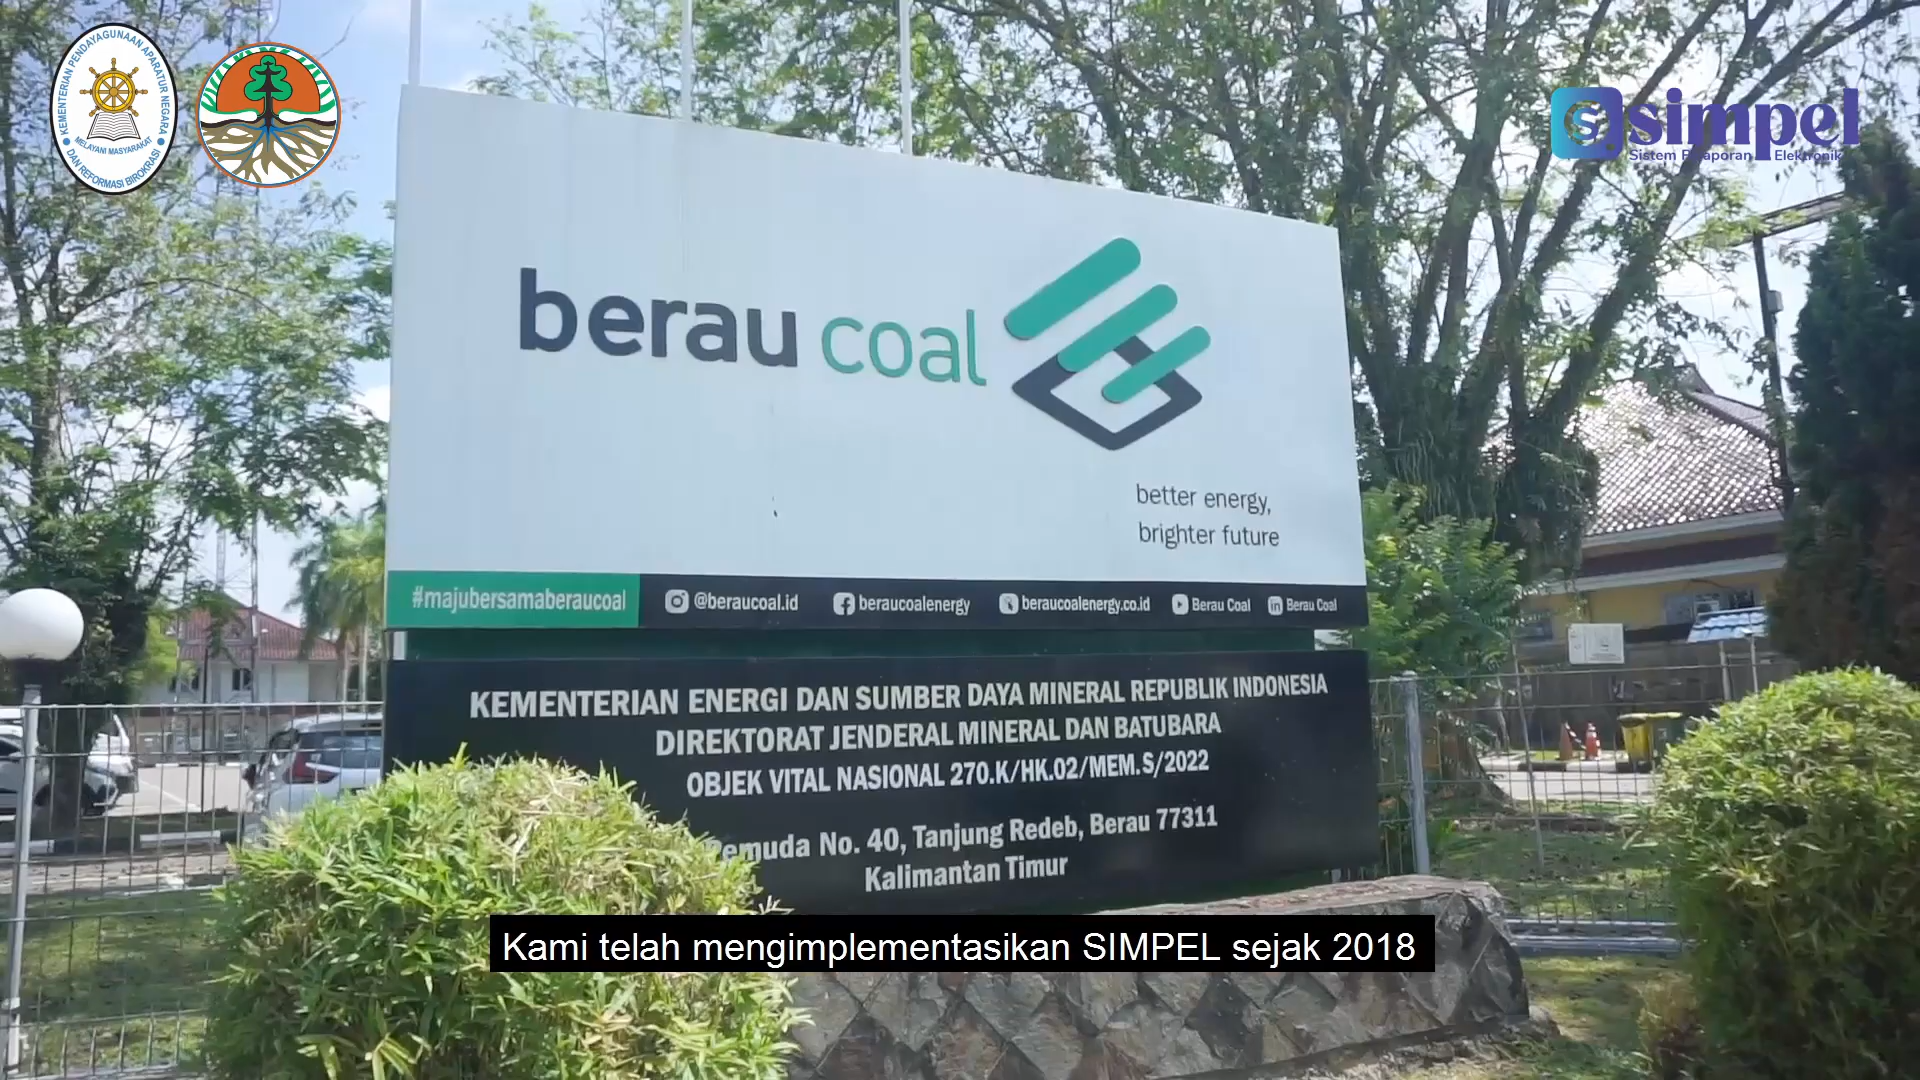 KEMENTERIAN PENDAYAGUNAAN APARATUR NEGARA
DAN REFORMASI BIROKRASI
MELAYANI MASYARAKAT
simpel
Sistem Pelaporan Elektronik
berau coal
better energy,
brighter future
#majubersamaberaucoal @beraucoal.id beraucoalenergy beraucoalenergy.co.id Berau Coal Berau Coal
KEMENTERIAN ENERGI DAN SUMBER DAYA MINERAL REPUBLIK INDONESIA
DIREKTORAT JENDERAL MINERAL DAN BATUBARA
OBJEK VITAL NASIONAL 270.K/HK.02/MEM.S/2022
Pemuda No. 40, Tanjung Redeb, Berau 77311
Kalimantan Timur
Kami telah mengimplementasikan SIMPEL sejak 2018